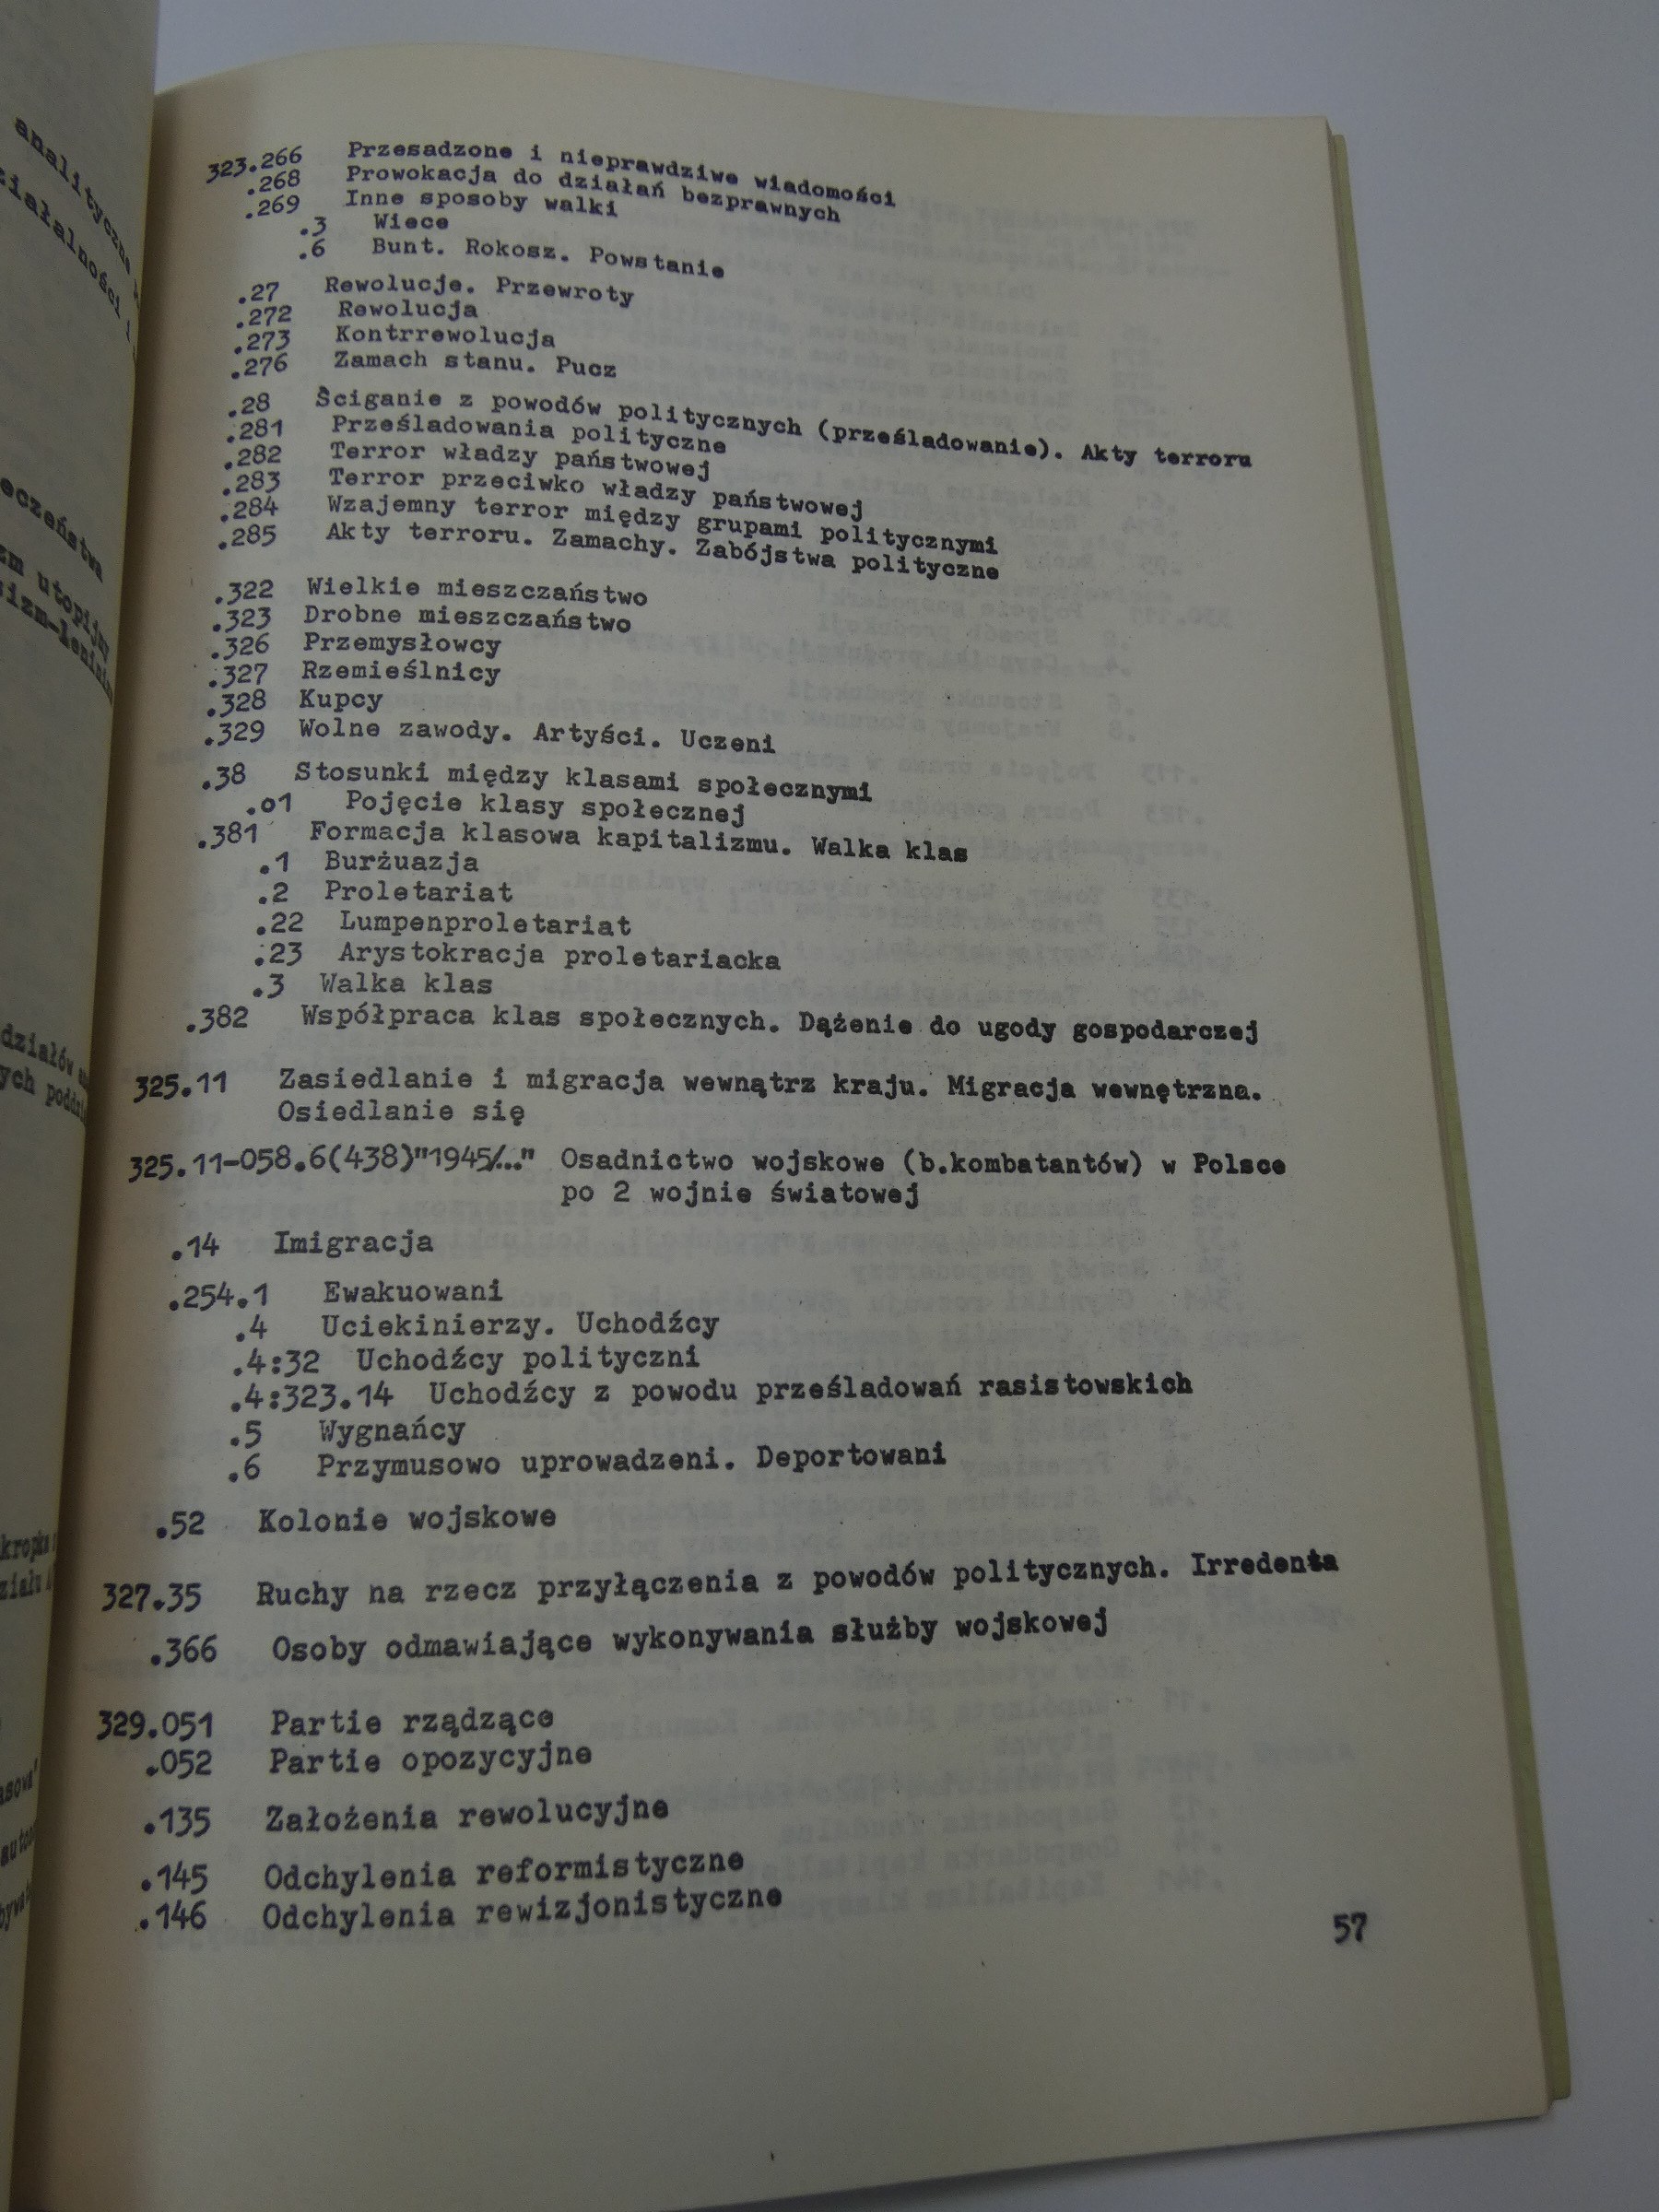 323.266 Przesadzone i nieprawdziwe wiadomości
.268 Prowokacja do działań bezprawnych
.269 Inne sposoby walki
.3 Wiece
.6 Bunt. Rokosz. Powstanie
.27 Rewolucje. Przewroty
.272 Rewolucja
.273 Kontrrewolucja
.276 Zamach stanu. Pucz
.28 Ściganie z powodów politycznych (prześladowanie). Akty terroru
.281 Prześladowania polityczne
.282 Terror władzy państwowej
.283 Terror przeciwko władzy państwowej
.284 Wzajemny terror między grupami politycznymi
.285 Akty terroru. Zamachy. Zabójstwa polityczne
.322 Wielkie mieszczaństwo
.323 Drobne mieszczaństwo
.326 Przemysłowcy
.327 Rzemieślnicy
.328 Kupcy
.329 Wolne zawody. Artyści. Uczeni
.38 Stosunki między klasami społecznymi
.01 Pojęcie klasy społecznej
.381 Formacja klasowa kapitalizmu. Walka klas
.1 Burżuazja
.2 Proletariat
.22 Lumpenproletariat
.23 Arystokracja proletariacka
.3 Walka klas
.382 Współpraca klas społecznych. Dążenie do ugody gospodarczej
325.11 Zasiedlanie i migracja wewnątrz kraju. Migracja wewnętrzna.
Osiedlanie się
325.11-058.6(438)"1945/..." Osadnictwo wojskowe (b.kombatantów) w Polsce
po 2 wojnie światowej
.14 Imigracja
.254.1 Ewakuowani
.4 Uciekinierzy. Uchodźcy
.4:32 Uchodźcy polityczni
.4:323.14 Uchodźcy z powodu prześladowań rasistowskich
.5 Wygnańcy
.6 Przymusowo uprowadzeni. Deportowani
.52 Kolonie wojskowe
327.35 Ruchy na rzecz przyłączenia z powodów politycznych. Irredenta
.366 Osoby odmawiające wykonywania służby wojskowej
329.051 Partie rządzące
.052 Partie opozycyjne
.135 Założenia rewolucyjne
.145 Odchylenia reformistyczne
.146 Odchylenia rewizjonistyczne
57